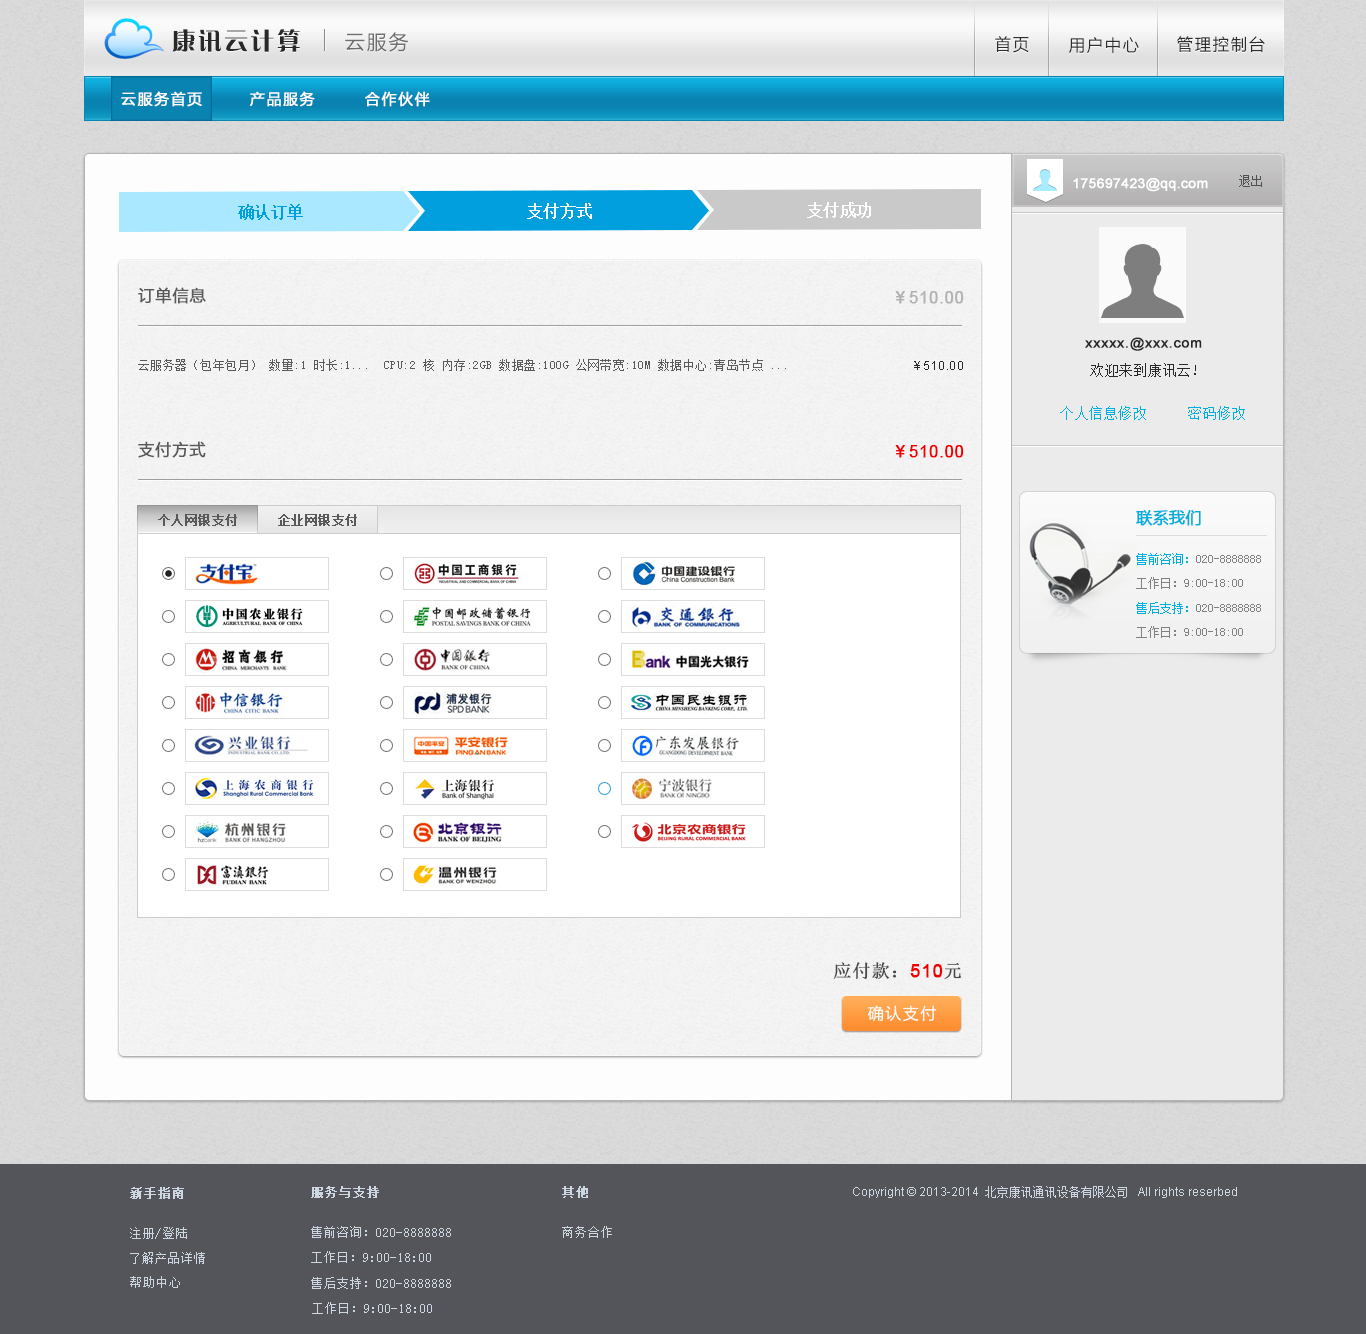 康讯云计算 云服务 首页 用户中心 管理控制台
云服务首页 产品服务 合作伙伴
确认订单 支付方式 支付成功
175697423@qq.com 退出
xxxxx.@xxx.com
欢迎来到康讯云！
个人信息修改 密码修改
订单信息 ¥510.00
云服务器（包年包月） 数量:1 时长:1... CPU:2 核 内存:2GB 数据盘:100G 公网带宽:10M 数据中心:青岛节点 ... ¥510.00
支付方式 ¥510.00
个人网银支付 企业网银支付
支付宝
中国工商银行
INDUSTRIAL AND COMMERCIAL BANK OF CHINA
中国建设银行
China Construction Bank
中国农业银行
AGRICULTURAL BANK OF CHINA
中国邮政储蓄银行
POSTAL SAVINGS BANK OF CHINA
交通银行
BANK OF COMMUNICATIONS
招商银行
CHINA MERCHANTS BANK
中国银行
BANK OF CHINA
Bank 中国光大银行
中信银行
CHINA CITIC BANK
浦发银行
SPD BANK
中国民生银行
CHINA MINSHENG BANKING CORP., LTD.
兴业银行
INDUSTRIAL BANK CO.,LTD.
中国平安 平安银行
PING AN BANK
广东发展银行
GUANGDONG DEVELOPMENT BANK
上海农商银行
Shanghai Rural Commercial Bank
上海银行
Bank of Shanghai
宁波银行
BANK OF NINGBO
杭州银行
hzbank BANK OF HANGZHOU
北京银行
BANK OF BEIJING
北京农商银行
BEIJING RURAL COMMERCIAL BANK
富滇银行
FUDIAN BANK
温州银行
BANK OF WENZHOU
应付款：510元
确认支付
联系我们
售前咨询：020-8888888
工作日：9:00-18:00
售后支持：020-8888888
工作日：9:00-18:00
新手指南
注册/登陆
了解产品详情
帮助中心
服务与支持
售前咨询：020-8888888
工作日：9:00-18:00
售后支持：020-8888888
工作日：9:00-18:00
其他
商务合作
Copyright © 2013-2014 北京康讯通讯设备有限公司 All rights reserbed